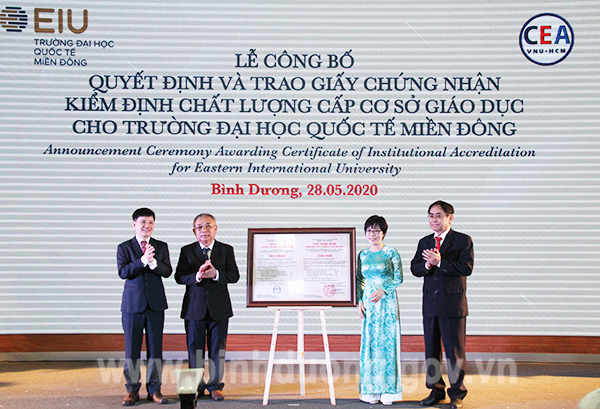 EIU
TRƯỜNG ĐẠI HỌC
QUỐC TẾ
MIỀN ĐÔNG
CEA
VNU-HCM
LỄ CÔNG BỐ
QUYẾT ĐỊNH VÀ TRAO GIẤY CHỨNG NHẬN
KIỂM ĐỊNH CHẤT LƯỢNG CẤP CƠ SỞ GIÁO DỤC
CHO TRƯỜNG ĐẠI HỌC QUỐC TẾ MIỀN ĐÔNG
Announcement Ceremony Awarding Certificate of Institutional Accreditation
for Eastern International University
Bình Dương, 28.05.2020
www.binhduong.gov.vn